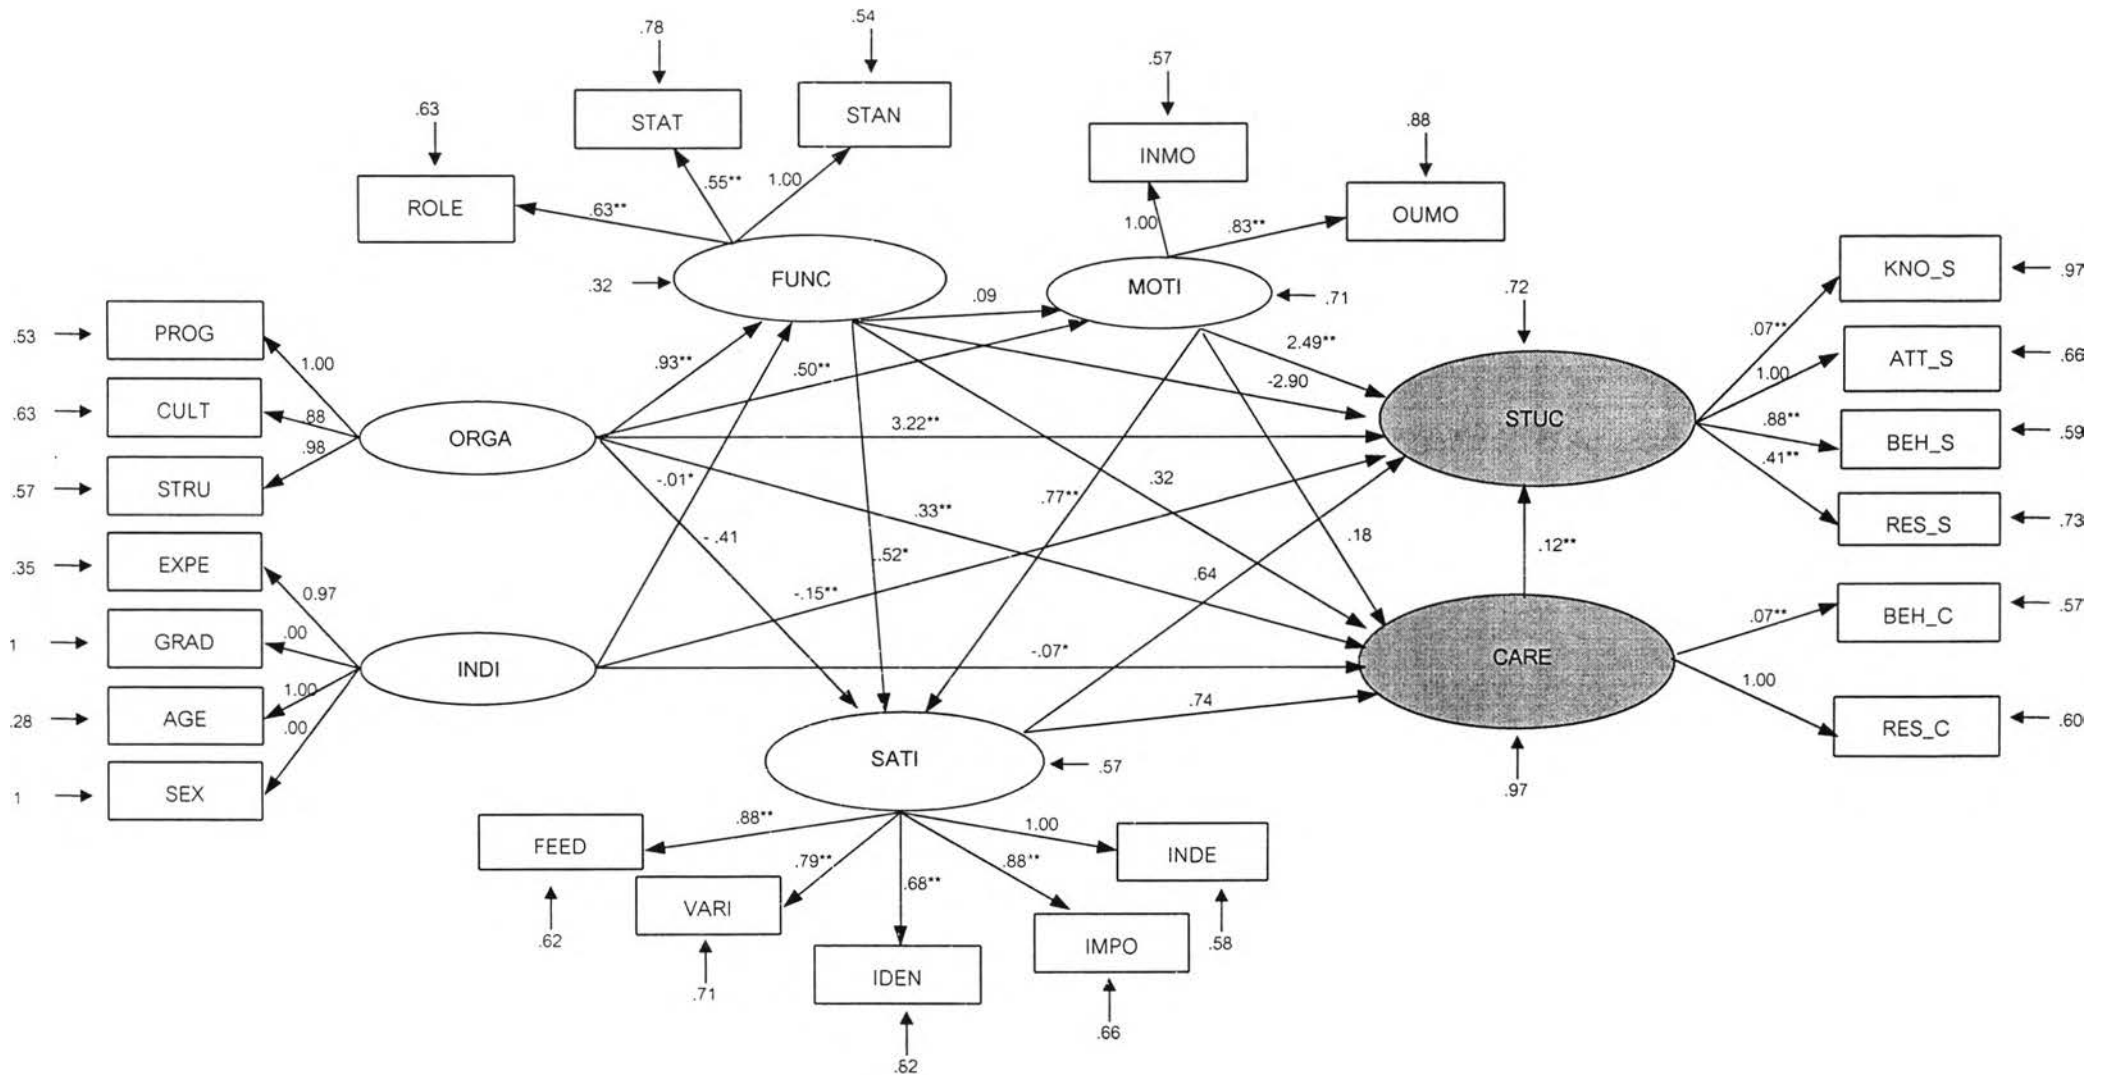 .78
.54
.57
STAT
STAN
.63
.88
INMO
ROLE
.55**
1.00
OUMO
.63**
1.00
.83**
FUNC
MOTI
KNO_S
.97
.32
.09
.71
.72
PROG
.53
2.49**
.07**
1.00
.93**
.50**
-2.90
1.00
ATT_S
.66
CULT
.63
.88
ORGA
3.22**
STUC
.88**
BEH_S
.59
.98
STRU
.57
-.01*
.32
.41**
.33**
.77**
RES_S
.73
EXPE
.35
- .41
.52*
.18
.12**
0.97
-.15**
.64
BEH_C
.57
GRAD
1
.00
.07**
INDI
-.07*
CARE
1.00
AGE
.28
1.00
.00
.74
RES_C
.60
SATI
.57
SEX
1
.97
FEED
.88**
1.00
INDE
.79**
.68**
.88**
VARI
.62
IMPO
.58
IDEN
.71
.66